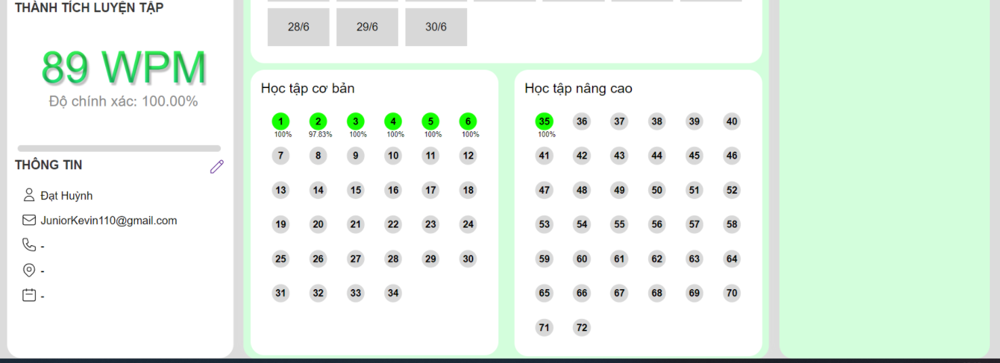 THÀNH TÍCH LUYỆN TẬP
89 WPM
Độ chính xác: 100.00%
THÔNG TIN
Đạt Huỳnh
JuniorKevin110@gmail.com
-
-
-
28/6 29/6 30/6
Học tập cơ bản
1 2 3 4 5 6
100% 97.83% 100% 100% 100% 100%
7 8 9 10 11 12
13 14 15 16 17 18
19 20 21 22 23 24
25 26 27 28 29 30
31 32 33 34
Học tập nâng cao
35 36 37 38 39 40
100%
41 42 43 44 45 46
47 48 49 50 51 52
53 54 55 56 57 58
59 60 61 62 63 64
65 66 67 68 69 70
71 72